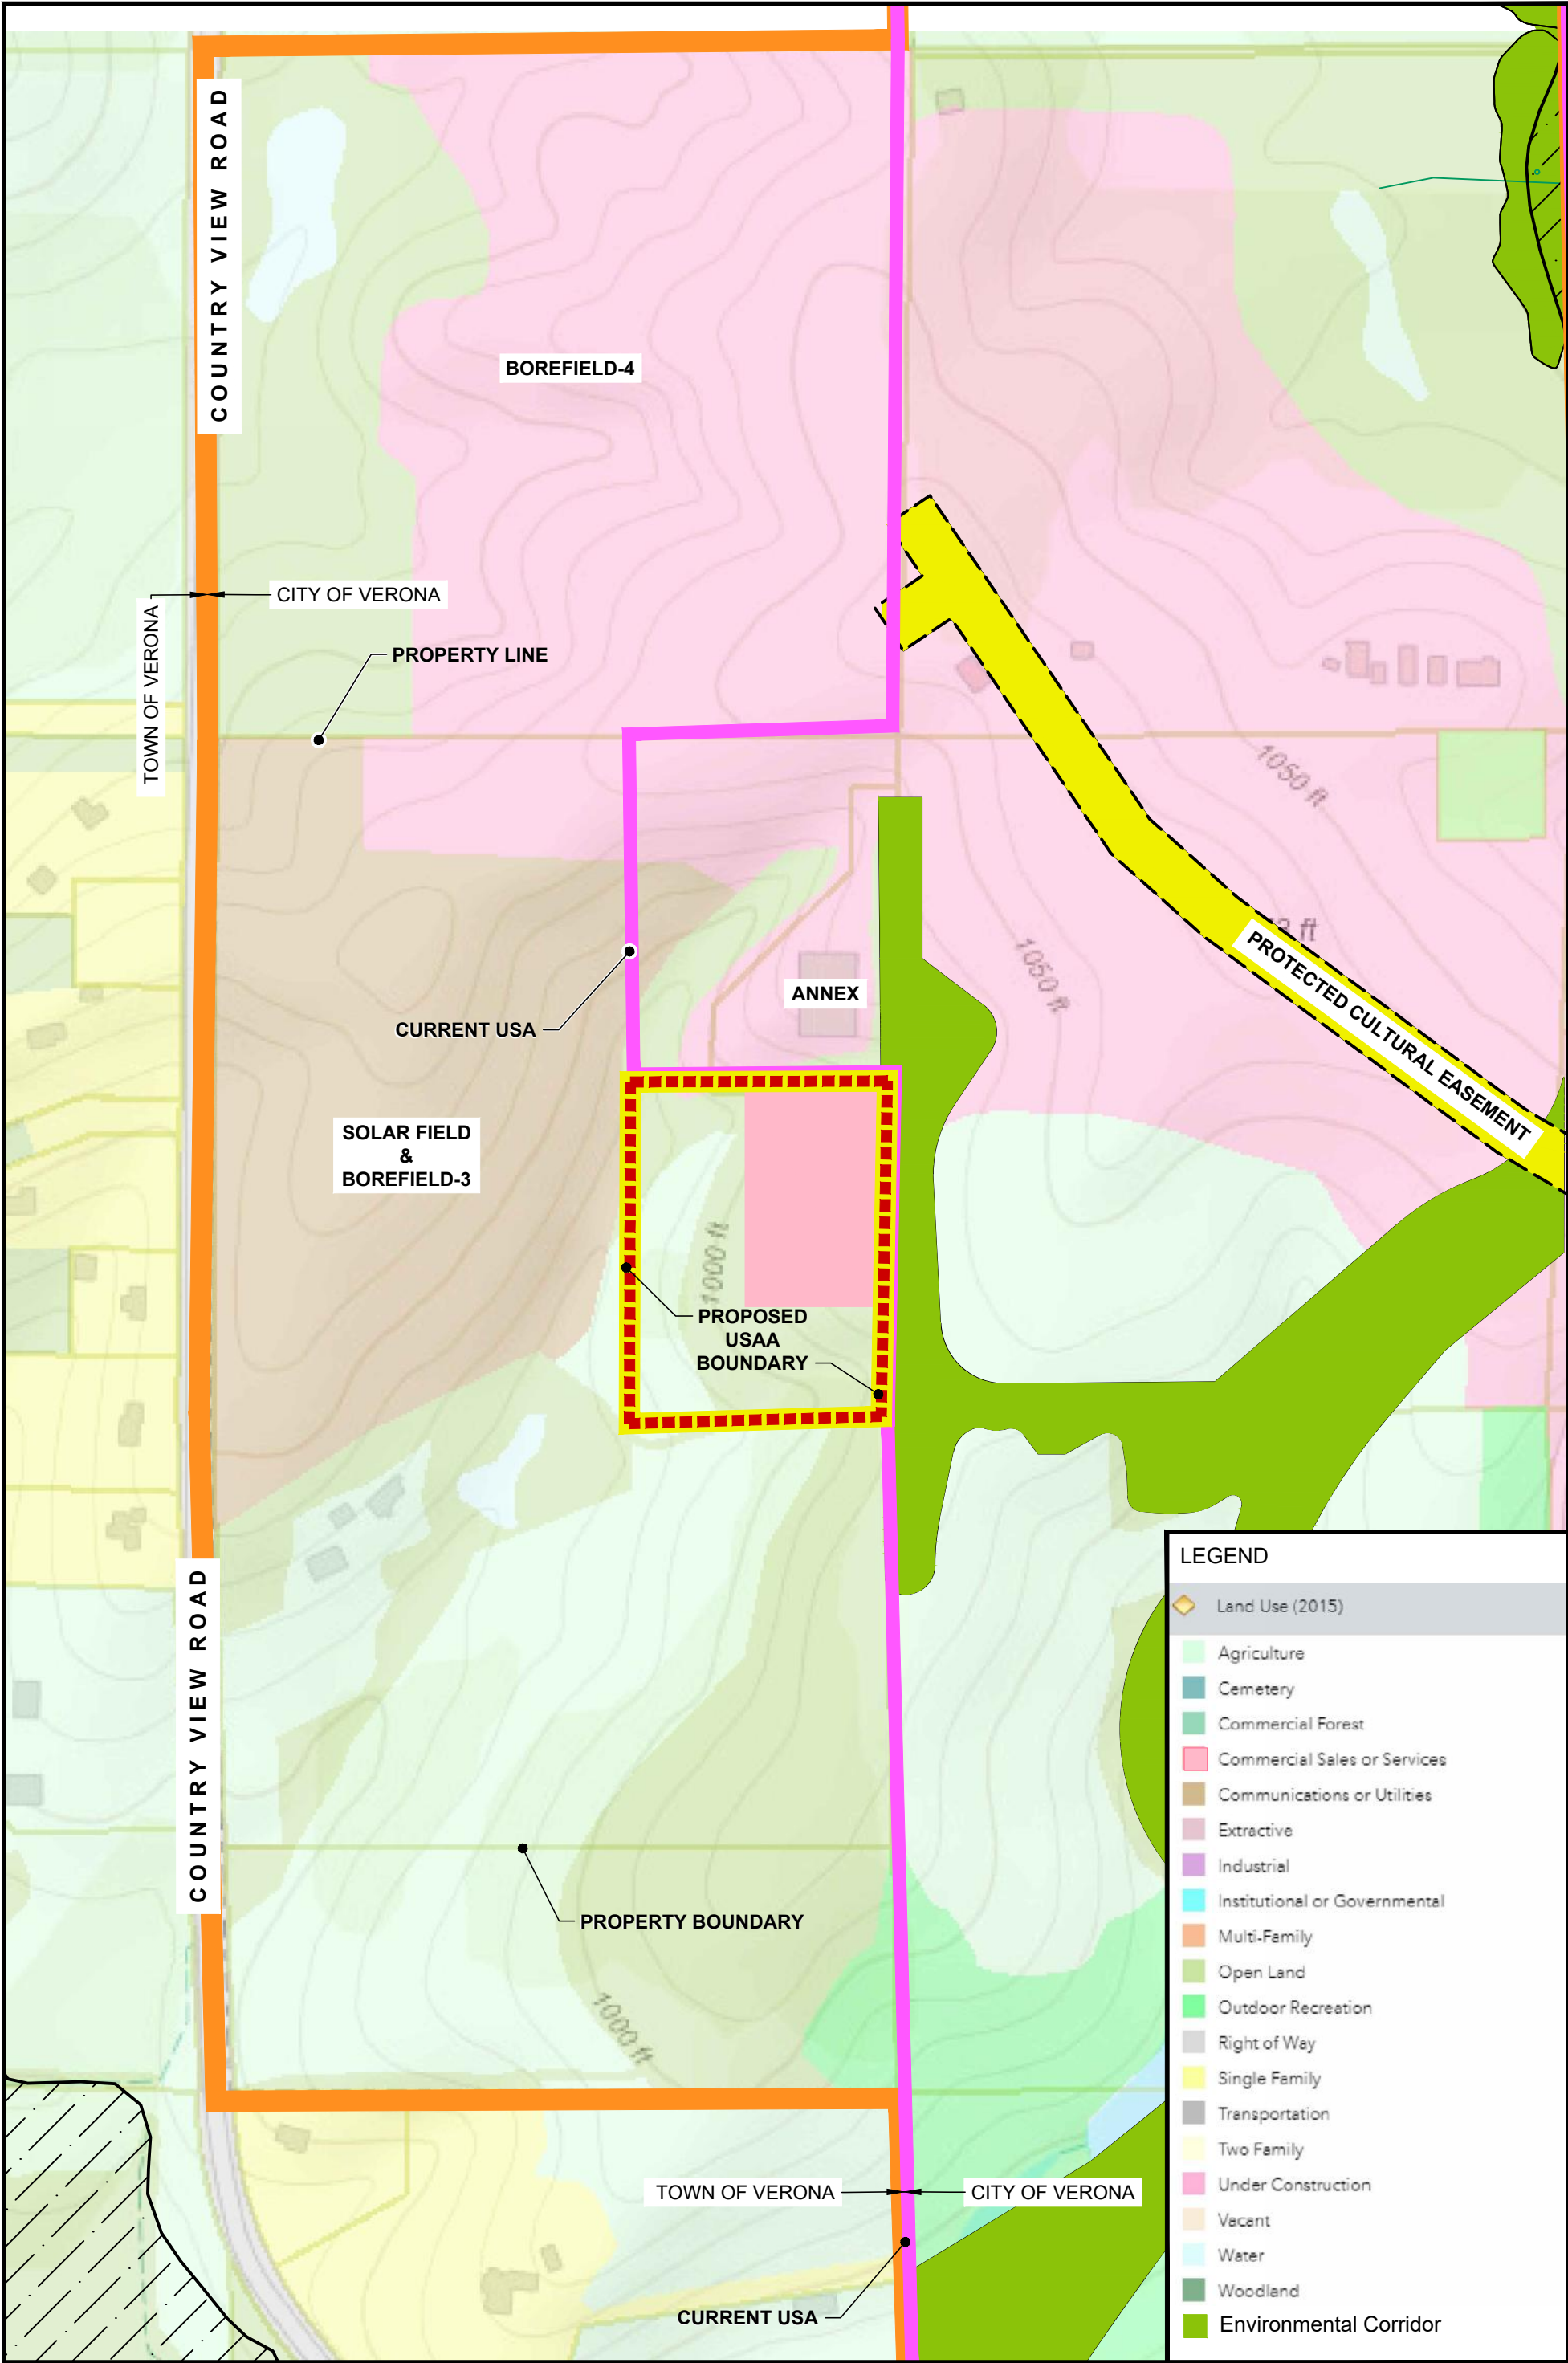 COUNTRY VIEW ROAD
BOREFIELD-4
CITY OF VERONA
TOWN OF VERONA
PROPERTY LINE
1050 ft
ft
PROTECTED CULTURAL EASEMENT
1050 ft
ANNEX
CURRENT USA
SOLAR FIELD
&
BOREFIELD-3
1000 ft
PROPOSED
USAA
BOUNDARY
COUNTRY VIEW ROAD
PROPERTY BOUNDARY
1000 ft
TOWN OF VERONA
CITY OF VERONA
CURRENT USA
LEGEND
Land Use (2015)
Agriculture
Cemetery
Commercial Forest
Commercial Sales or Services
Communications or Utilities
Extractive
Industrial
Institutional or Governmental
Multi-Family
Open Land
Outdoor Recreation
Right of Way
Single Family
Transportation
Two Family
Under Construction
Vacant
Water
Woodland
Environmental Corridor